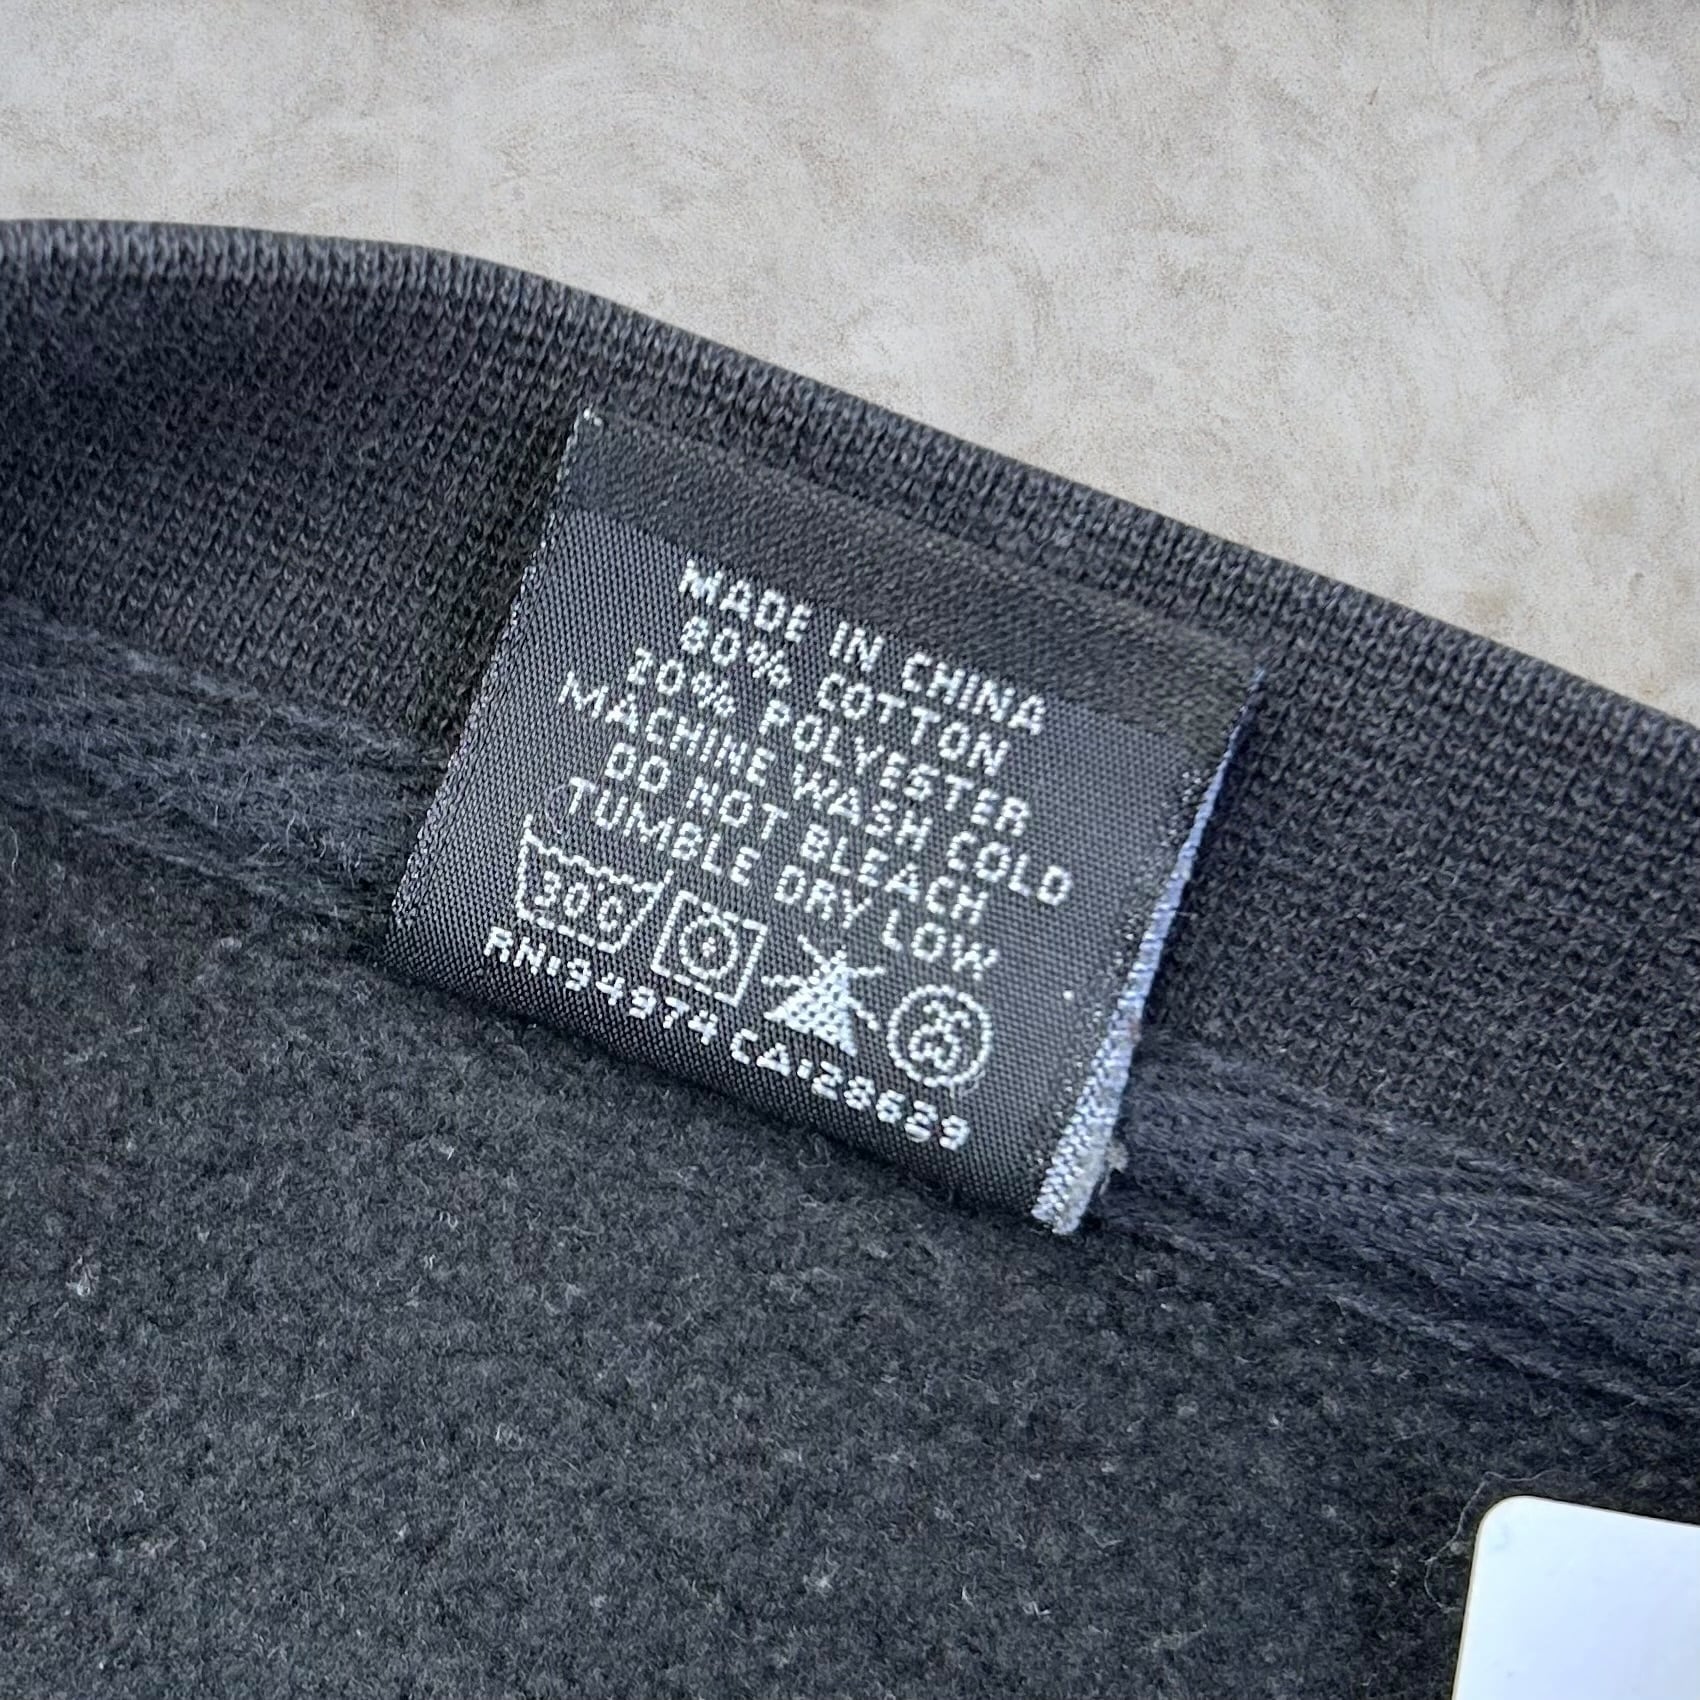 MADE IN CHINA
80% COTTON
20% POLYESTER
MACHINE WASH COLD
DO NOT BLEACH
TUMBLE DRY LOW
30°C
RN:94974 CA:28639